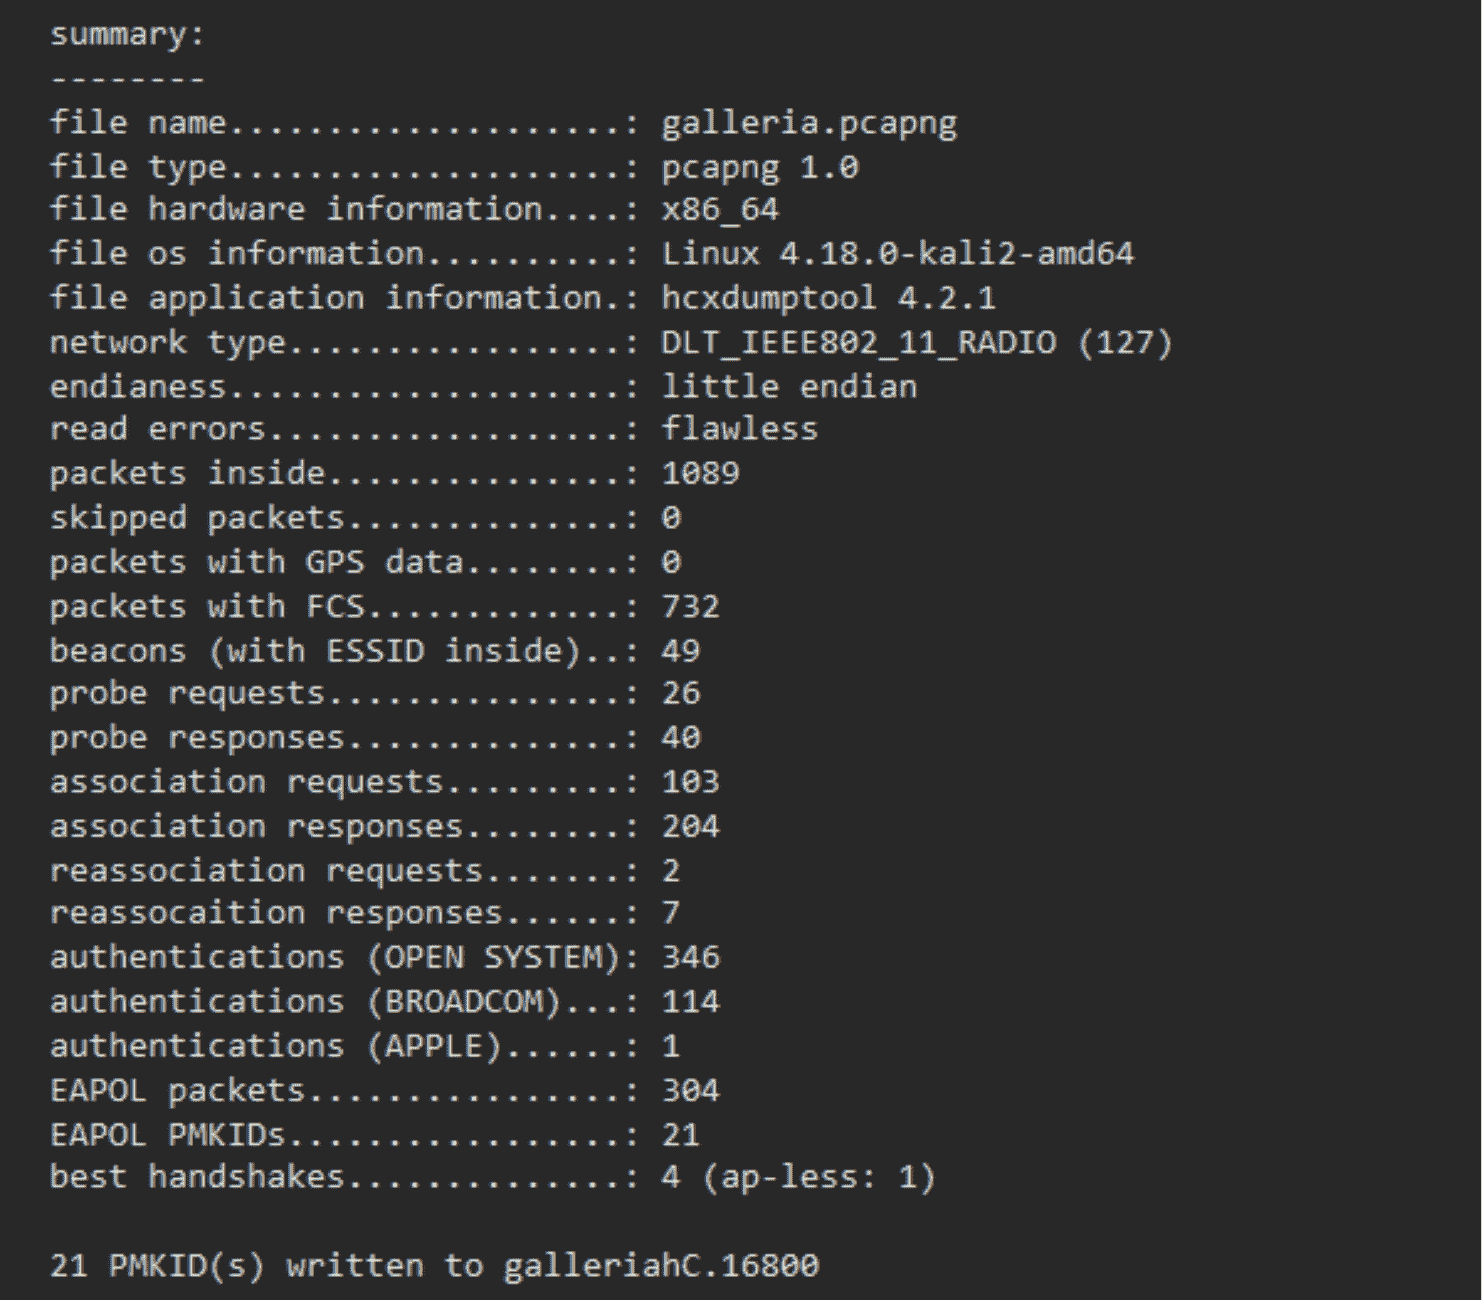 summary:
--------
file name....................: galleria.pcapng
file type....................: pcapng 1.0
file hardware information....: x86_64
file os information..........: Linux 4.18.0-kali2-amd64
file application information.: hcxdumptool 4.2.1
network type.................: DLT_IEEE802_11_RADIO (127)
endianess....................: little endian
read errors..................: flawless
packets inside...............: 1089
skipped packets..............: 0
packets with GPS data........: 0
packets with FCS.............: 732
beacons (with ESSID inside)..: 49
probe requests...............: 26
probe responses..............: 40
association requests.........: 103
association responses........: 204
reassociation requests.......: 2
reassocaition responses......: 7
authentications (OPEN SYSTEM): 346
authentications (BROADCOM)...: 114
authentications (APPLE)......: 1
EAPOL packets................: 304
EAPOL PMKIDs.................: 21
best handshakes..............: 4 (ap-less: 1)
21 PMKID(s) written to galleriahC.16800